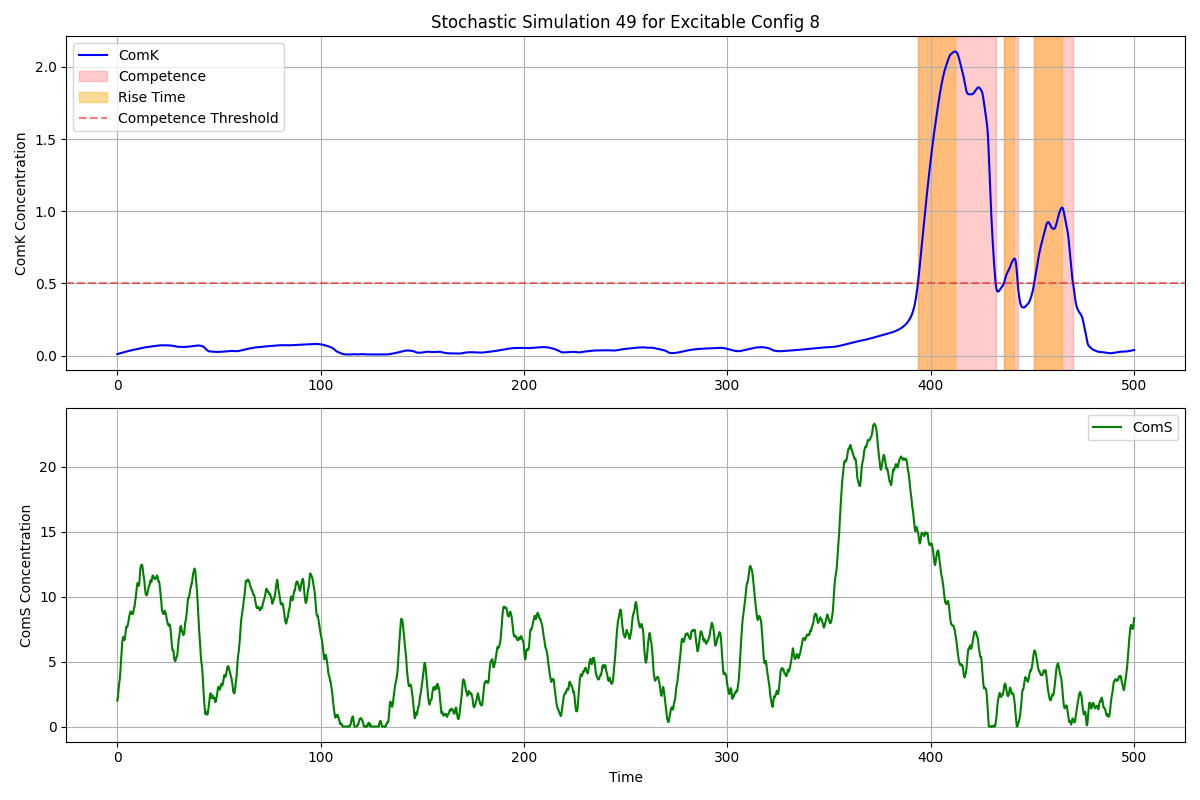 Stochastic Simulation 49 for Excitable Config 8
ComK
Competence
Rise Time
Competence Threshold
ComK Concentration
2.0
1.5
1.0
0.5
0.0
0 100 200 300 400 500
ComS
ComS Concentration
20
15
10
5
0
0 100 200 300 400 500
Time